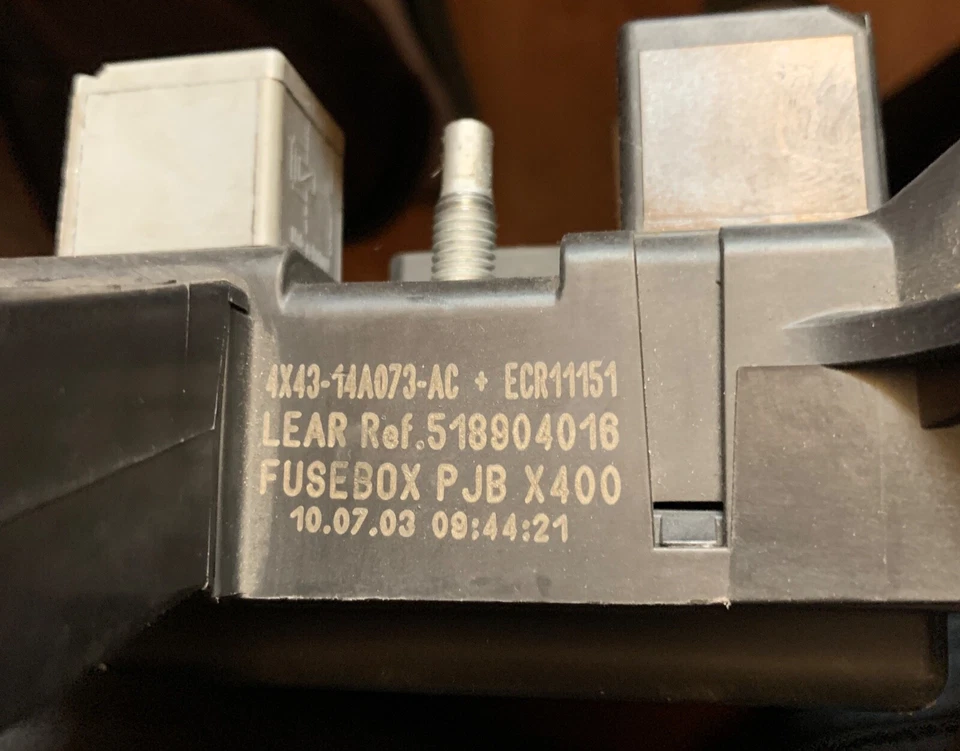 4X43-14A073-AC + ECR11151
LEAR Ref.518904016
FUSEBOX PJB X400
10.07.03 09:44:21